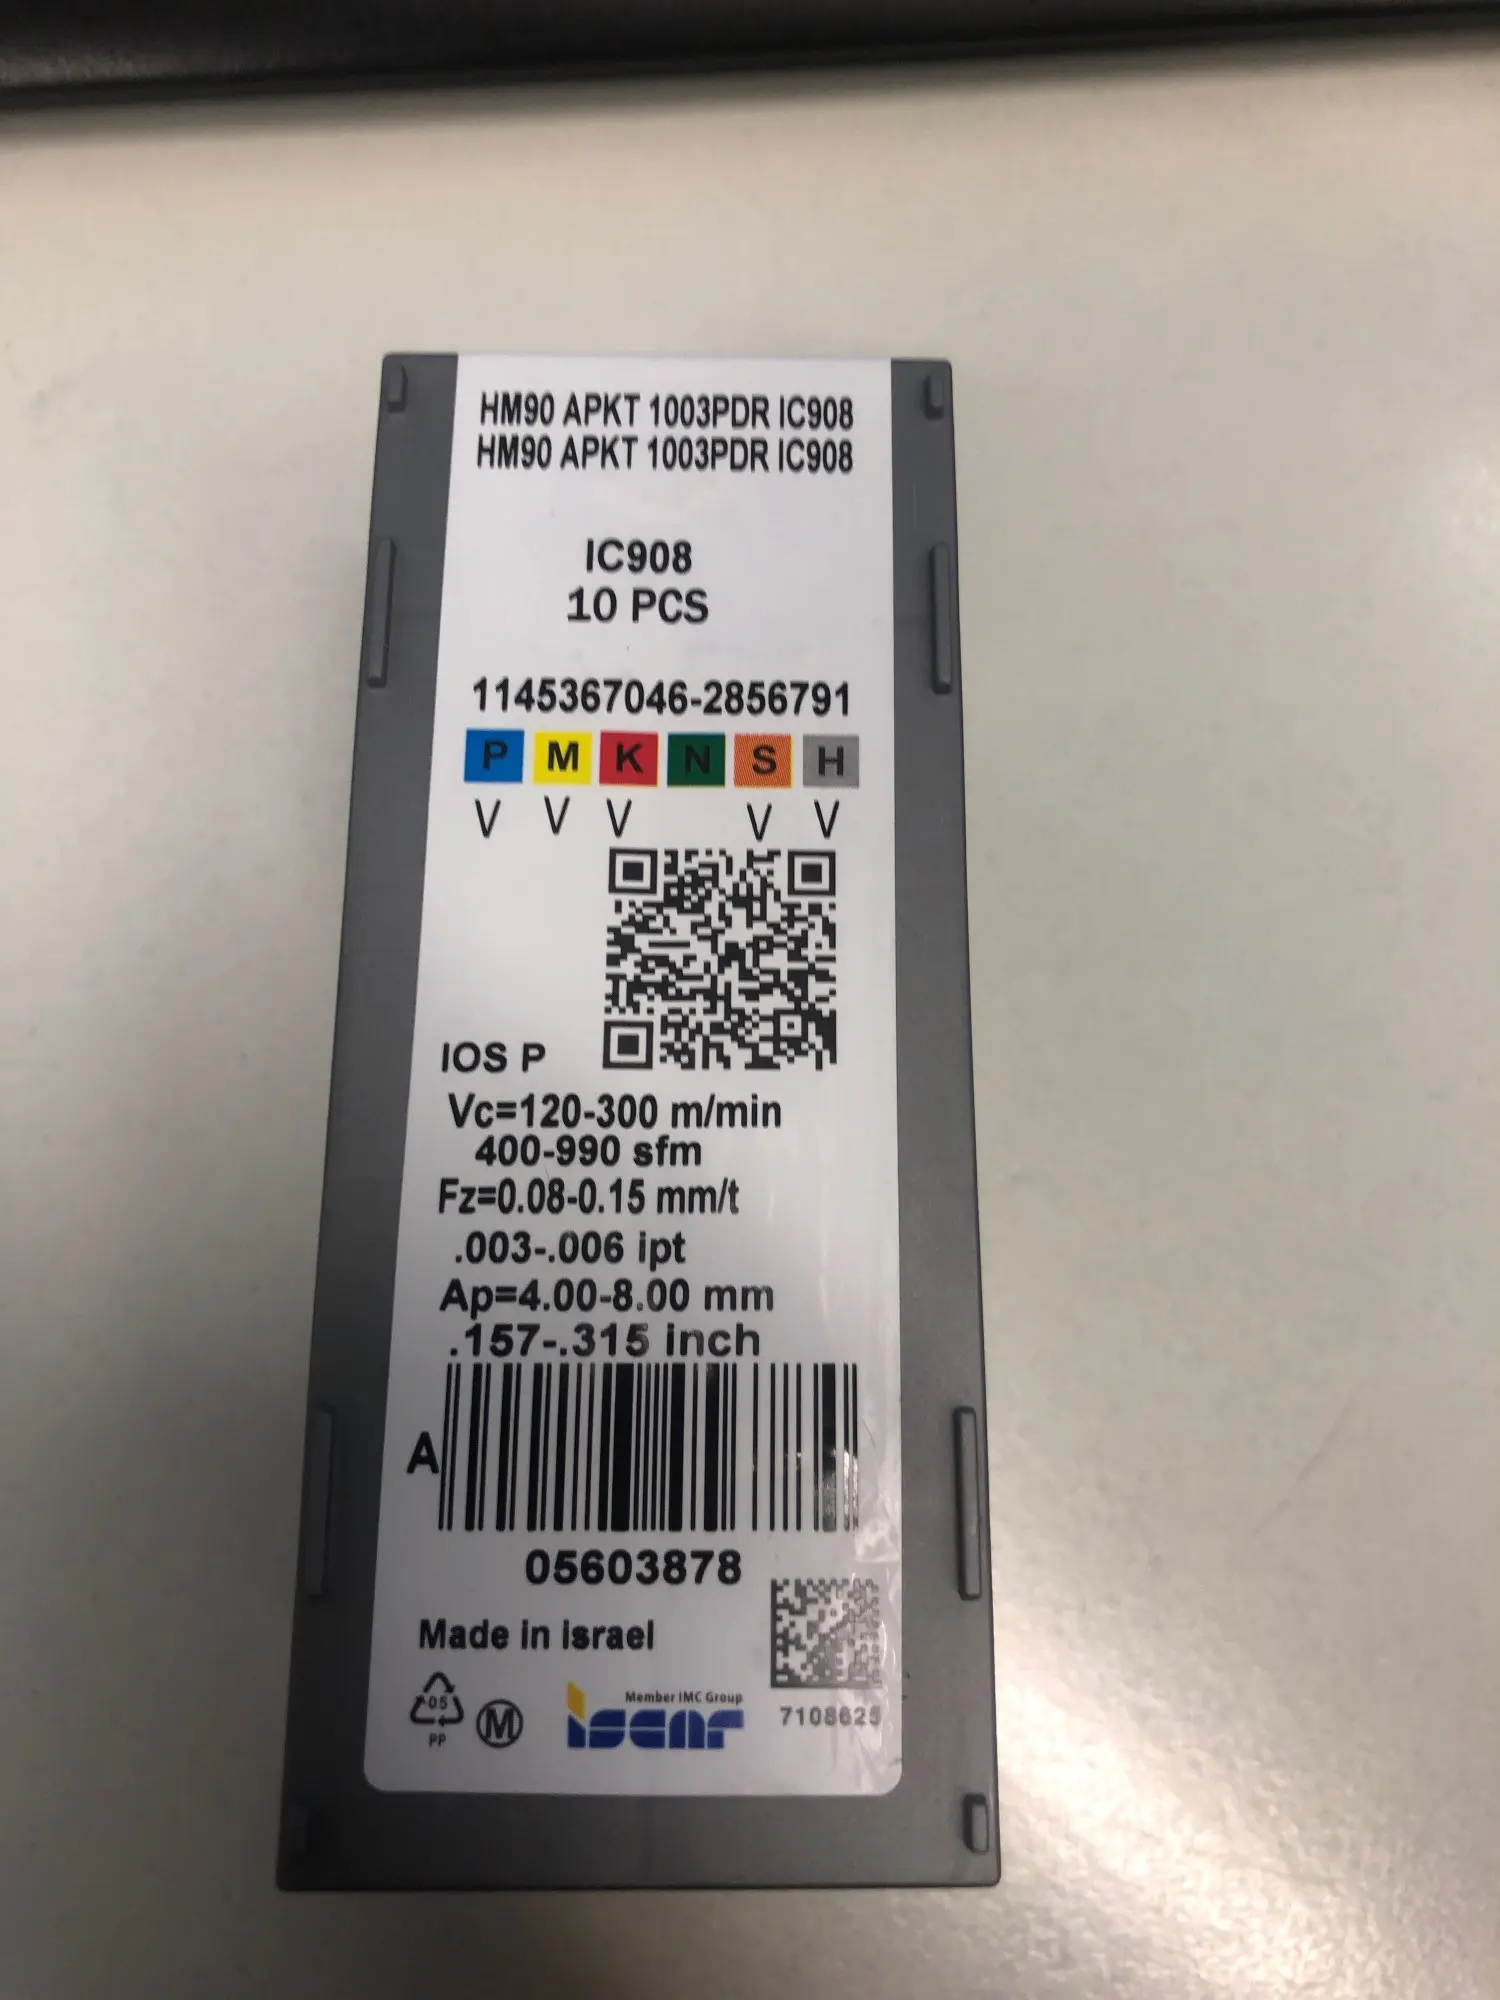 HM90 APKT 1003PDR IC908
HM90 APKT 1003PDR IC908
IC908
10 PCS
1145367046-2856791
P M K N S H
V V V V V
IOS P
Vc=120-300 m/min
400-990 sfm
Fz=0.08-0.15 mm/t
.003-.006 ipt
Ap=4.00-8.00 mm
.157-.315 inch
A
05603878
Made in israel
05
PP
M
Member IMC Group
iscar
7108625